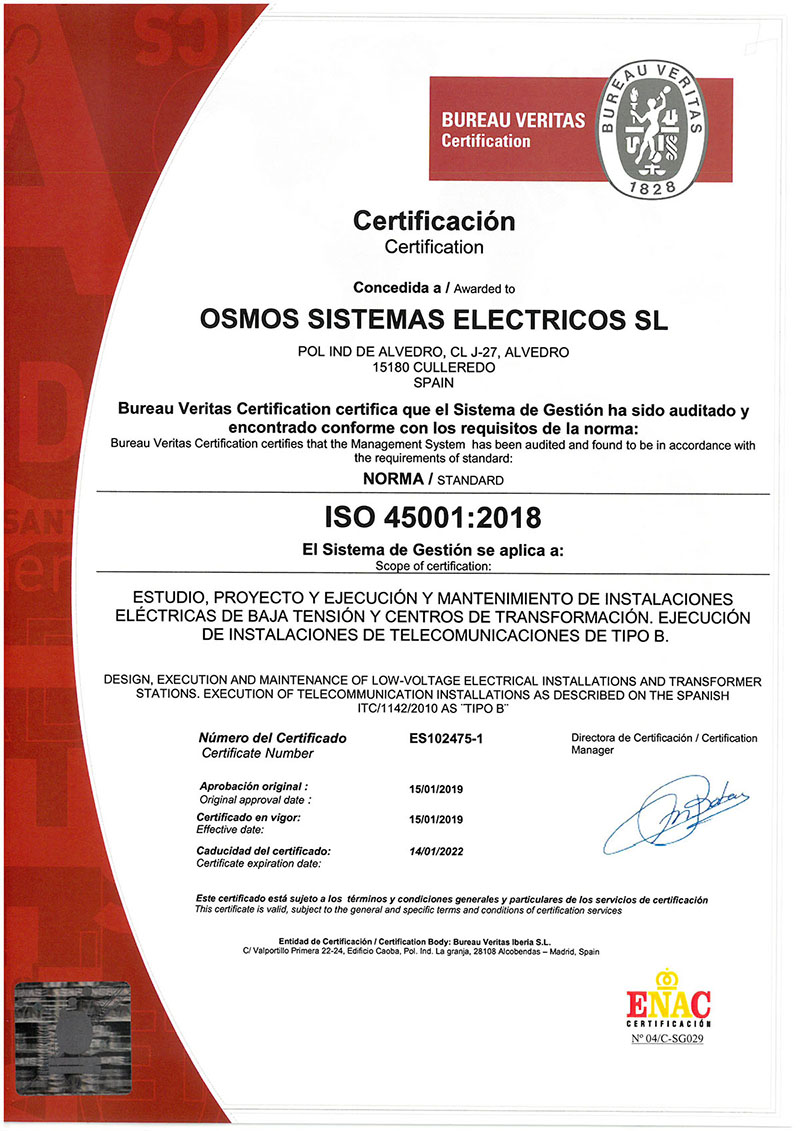 BUREAU VERITAS
Certification
BUREAU VERITAS
1828
Certificación
Certification
Concedida a / Awarded to
OSMOS SISTEMAS ELECTRICOS SL
POL IND DE ALVEDRO, CL J-27, ALVEDRO
15180 CULLEREDO
SPAIN
Bureau Veritas Certification certifica que el Sistema de Gestión ha sido auditado y
encontrado conforme con los requisitos de la norma:
Bureau Veritas Certification certifies that the Management System has been audited and found to be in accordance with
the requirements of standard:
NORMA / STANDARD
ISO 45001:2018
El Sistema de Gestión se aplica a:
Scope of certification:
ESTUDIO, PROYECTO Y EJECUCIÓN Y MANTENIMIENTO DE INSTALACIONES
ELÉCTRICAS DE BAJA TENSIÓN Y CENTROS DE TRANSFORMACIÓN. EJECUCIÓN
DE INSTALACIONES DE TELECOMUNICACIONES DE TIPO B.
DESIGN, EXECUTION AND MAINTENANCE OF LOW-VOLTAGE ELECTRICAL INSTALLATIONS AND TRANSFORMER
STATIONS. EXECUTION OF TELECOMMUNICATION INSTALLATIONS AS DESCRIBED ON THE SPANISH
ITC/1142/2010 AS ¨TIPO B¨
Número del Certificado ES102475-1 Directora de Certificación / Certification
Certificate Number Manager
Aprobación original : 15/01/2019
Original approval date :
Certificado en vigor: 15/01/2019
Effective date:
Caducidad del certificado: 14/01/2022
Certificate expiration date:
Este certificado está sujeto a los términos y condiciones generales y particulares de los servicios de certificación
This certificate is valid, subject to the general and specific terms and conditions of certification services
Entidad de Certificación / Certification Body: Bureau Veritas Iberia S.L.
C/ Valportillo Primera 22-24, Edificio Caoba, Pol. Ind. La granja, 28108 Alcobendas – Madrid, Spain
ENAC
CERTIFICACIÓN
Nº 04/C-SG029